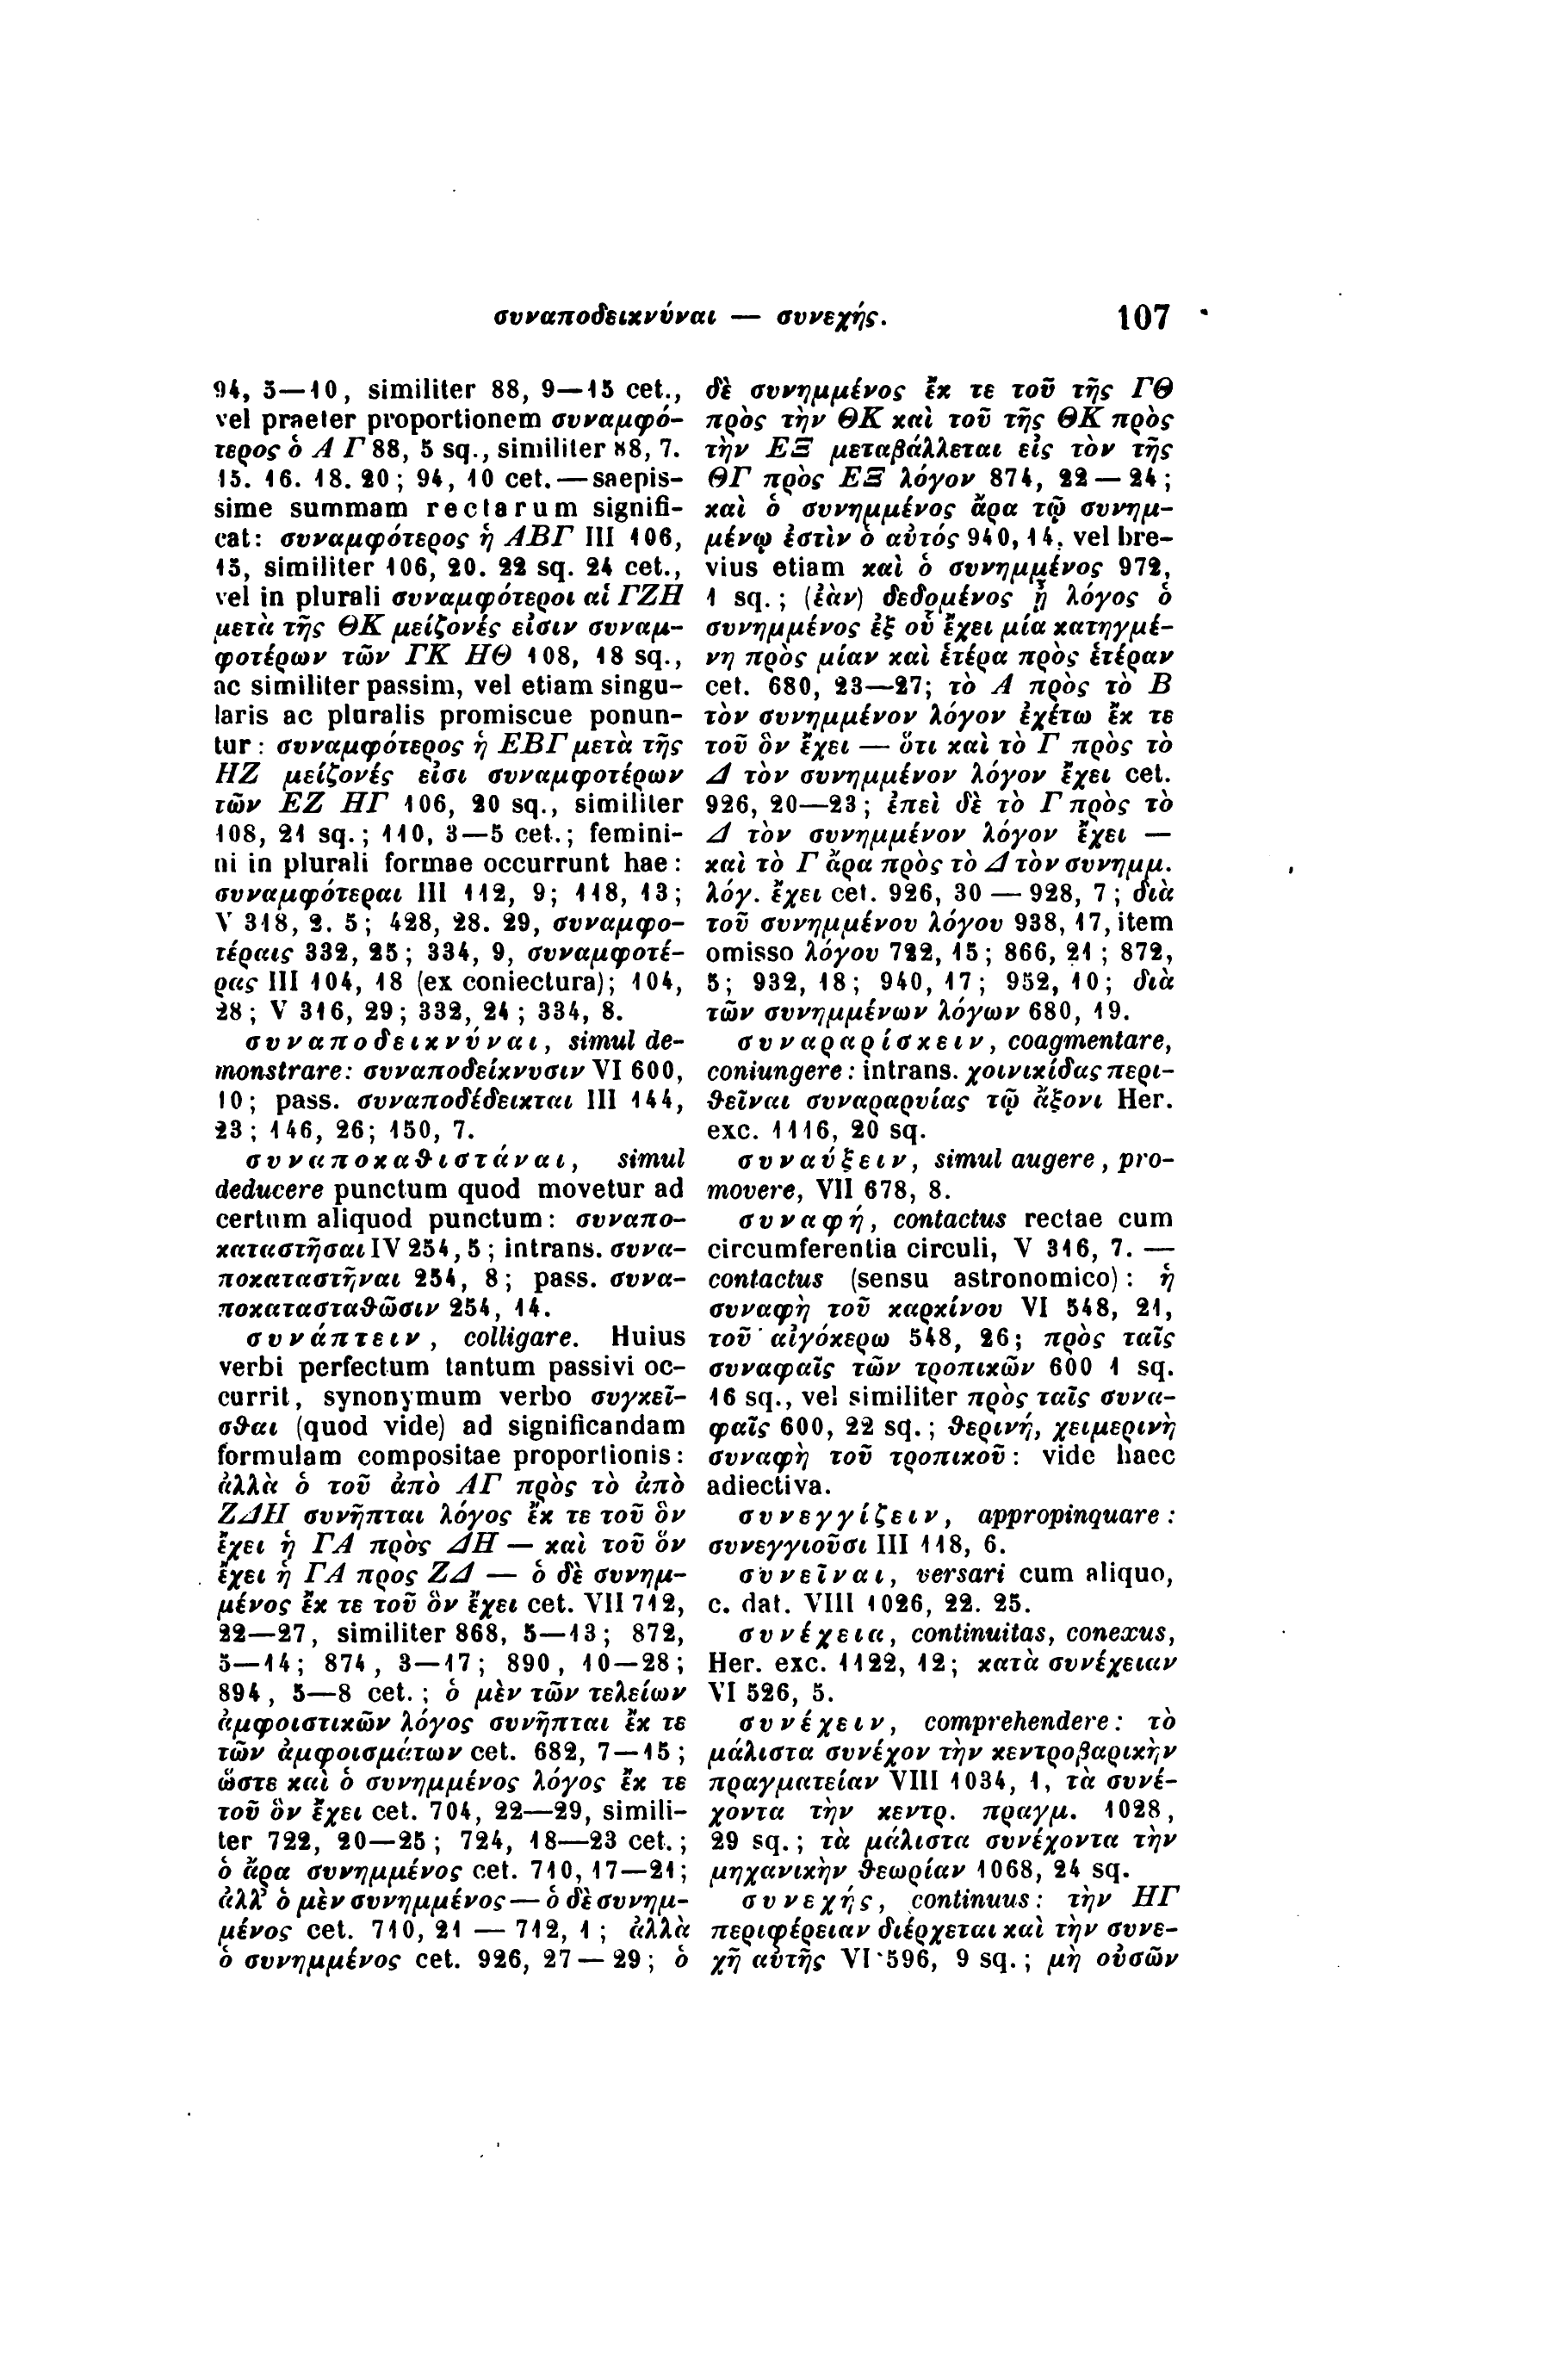 συναποδεικνύναι — συνεχής. 107
94, 5—10, similiter 88, 9—15 cet.,
vel praeter proportionem συναμφό-
τερος ὁ Α Γ 88, 5 sq., similiter 88, 7.
15. 16. 18. 20; 94, 10 cet. — saepis-
sime summam rectarum signifi-
cat: συναμφότερος ἡ ΑΒΓ III 106,
15, similiter 106, 20. 22 sq. 24 cet.,
vel in plurali συναμφότεροι αἱ ΓΖΗ
μετὰ τῆς ΘΚ μείζονές εἰσιν συναμ-
φοτέρων τῶν ΓΚ ΗΘ 108, 18 sq.,
ac similiter passim, vel etiam singu-
laris ac pluralis promiscue ponun-
tur: συναμφότερος ἡ ΕΒΓ μετὰ τῆς
ΗΖ μείζονές εἰσι συναμφοτέρων
τῶν ΕΖ ΗΓ 106, 20 sq., similiter
108, 21 sq.; 110, 3—5 cet.; femini-
ni in plurali formae occurrunt hae:
συναμφότεραι III 112, 9; 118, 13;
V 318, 2. 5; 428, 28. 29, συναμφο-
τέραις 332, 25; 334, 9, συναμφοτέ-
ρας III 104, 18 (ex coniectura); 104,
28; V 316, 29; 332, 24; 334, 8.
συναποδεικνύναι, simul de-
monstrare: συναποδείκνυσιν VI 600,
10; pass. συναποδέδεικται III 144,
23; 146, 26; 150, 7.
συναποκαθιστάναι, simul
deducere punctum quod movetur ad
certum aliquod punctum: συναπο-
καταστῆσαι IV 254, 5; intrans. συνα-
ποκαταστῆναι 254, 8; pass. συνα-
ποκατασταθῶσιν 254, 14.
συνάπτειν, colligare. Huius
verbi perfectum tantum passivi oc-
currit, synonymum verbo συγκεῖ-
σθαι (quod vide) ad significandam
formulam compositae proportionis:
ἀλλὰ ὁ τοῦ ἀπὸ ΑΓ πρὸς τὸ ἀπὸ
ΖΔΗ συνῆπται λόγος ἔκ τε τοῦ ὃν
ἔχει ἡ ΓΑ πρὸς ΔΗ — καὶ τοῦ ὅν
ἔχει ἡ ΓΑ προς ΖΔ — ὁ δὲ συνημ-
μένος ἔκ τε τοῦ ὃν ἔχει cet. VII 712,
22—27, similiter 868, 5—13; 872,
5—14; 874, 3—17; 890, 10—28;
894, 5—8 cet.; ὁ μὲν τῶν τελείων
ἀμφοιστικῶν λόγος συνῆπται ἔκ τε
τῶν ἀμφοισμάτων cet. 682, 7—15;
ὥστε καὶ ὁ συνημμένος λόγος ἔκ τε
τοῦ ὃν ἔχει cet. 704, 22—29, simili-
ter 722, 20—25; 724, 18—23 cet.;
ὁ ἄρα συνημμένος cet. 710, 17—21;
ἀλλ' ὁ μὲν συνημμένος — ὁ δὲ συνημ-
μένος cet. 710, 21 — 712, 1; ἀλλὰ
ὁ συνημμένος cet. 926, 27 — 29; ὁ
δὲ συνημμένος ἔκ τε τοῦ τῆς ΓΘ
πρὸς τὴν ΘΚ καὶ τοῦ τῆς ΘΚ πρὸς
τὴν ΕΞ μεταβάλλεται εἰς τὸν τῆς
ΘΓ πρὸς ΕΞ λόγον 874, 22 — 24;
καὶ ὁ συνημμένος ἄρα τῷ συνημ-
μένῳ ἐστὶν ὁ αὐτός 940, 14, vel bre-
vius etiam καὶ ὁ συνημμένος 972,
1 sq.; (ἐὰν) δεδομένος ᾖ λόγος ὁ
συνημμένος ἐξ οὗ ἔχει μία κατηγμέ-
νη πρὸς μίαν καὶ ἑτέρα πρὸς ἑτέραν
cet. 680, 23—27; τὸ Α πρὸς τὸ Β
τὸν συνημμένον λόγον ἐχέτω ἔκ τε
τοῦ ὃν ἔχει — ὅτι καὶ τὸ Γ πρὸς τὸ
Δ τὸν συνημμένον λόγον ἔχει cet.
926, 20—23; ἐπεὶ δὲ τὸ Γ πρὸς τὸ
Δ τὸν συνημμένον λόγον ἔχει —
καὶ τὸ Γ ἄρα πρὸς τὸ Δ τὸν συνημμ.
λόγ. ἔχει cet. 926, 30 — 928, 7; διὰ
τοῦ συνημμένου λόγου 938, 17, item
omisso λόγου 722, 15; 866, 21; 872,
5; 932, 18; 940, 17; 952, 10; διὰ
τῶν συνημμένων λόγων 680, 19.
συναραρίσκειν, coagmentare,
coniungere: intrans. χοινικίδας περι-
θεῖναι συναραρυίας τῷ ἄξονι Her.
exc. 1116, 20 sq.
συναύξειν, simul augere, pro-
movere, VII 678, 8.
συναφή, contactus rectae cum
circumferentia circuli, V 316, 7. —
contactus (sensu astronomico): ἡ
συναφὴ τοῦ καρκίνου VI 548, 21,
τοῦ αἰγόκερω 548, 26; πρὸς ταῖς
συναφαῖς τῶν τροπικῶν 600 1 sq.
16 sq., vel similiter πρὸς ταῖς συνα-
φαῖς 600, 22 sq.; θερινή, χειμερινὴ
συναφὴ τοῦ τροπικοῦ: vide haec
adiectiva.
συνεγγίζειν, appropinquare:
συνεγγιοῦσι III 118, 6.
συνεῖναι, versari cum aliquo,
c. dat. VIII 1026, 22. 25.
συνέχεια, continuitas, conexus,
Her. exc. 1122, 12; κατὰ συνέχειαν
VI 526, 5.
συνέχειν, comprehendere: τὸ
μάλιστα συνέχον τὴν κεντροβαρικὴν
πραγματείαν VIII 1034, 1, τὰ συνέ-
χοντα τὴν κεντρ. πραγμ. 1028,
29 sq.; τὰ μάλιστα συνέχοντα τὴν
μηχανικὴν θεωρίαν 1068, 24 sq.
συνεχής, continuus: τὴν ΗΓ
περιφέρειαν διέρχεται καὶ τὴν συνε-
χῆ αὐτῆς VI 596, 9 sq.; μὴ οὐσῶν